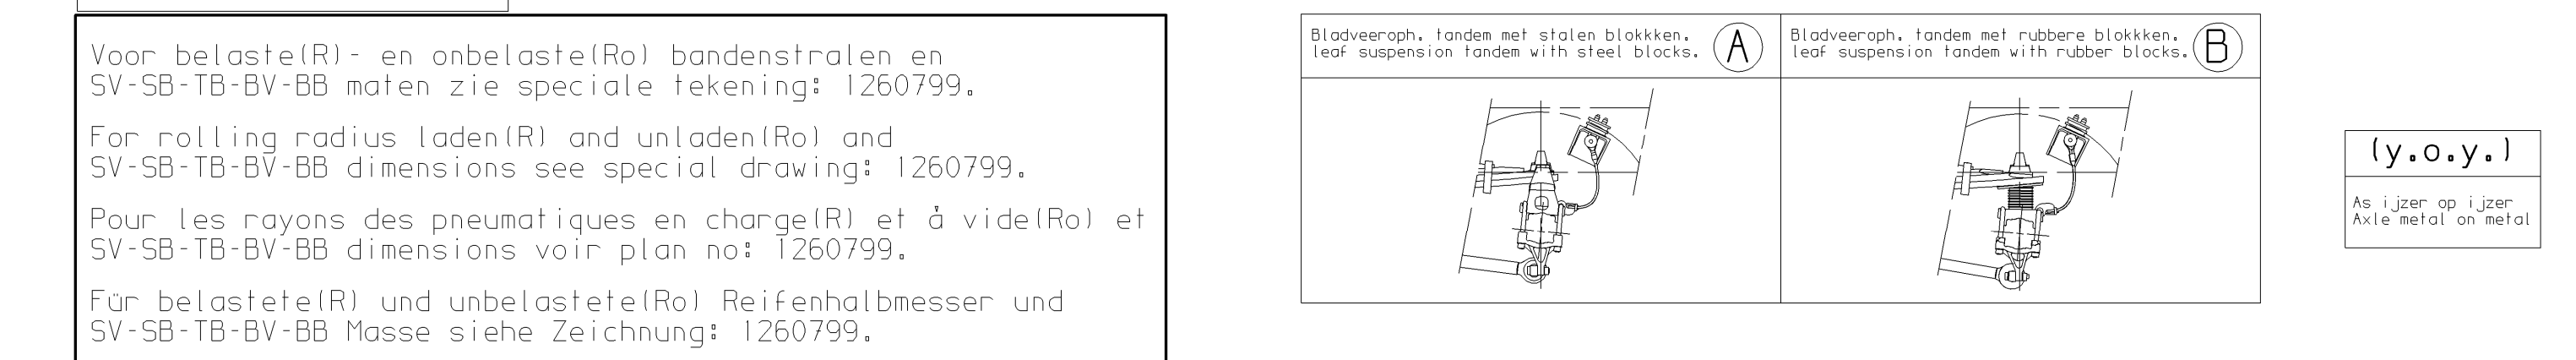 Voor belaste(R)- en onbelaste(Ro) bandenstralen en
SV-SB-TB-BV-BB maten zie speciale tekening: 1260799.
For rolling radius laden(R) and unladen(Ro) and
SV-SB-TB-BV-BB dimensions see special drawing: 1260799.
Pour les rayons des pneumatiques en charge(R) et å vide(Ro) et
SV-SB-TB-BV-BB dimensions voir plan no: 1260799.
Für belastete(R) und unbelastete(Ro) Reifenhalbmesser und
SV-SB-TB-BV-BB Masse siehe Zeichnung: 1260799.
Bladveeroph. tandem met stalen blokkken.
leaf suspension tandem with steel blocks.
A
Bladveeroph. tandem met rubbere blokkken.
leaf suspension tandem with rubber blocks.
B
(y.o.y.)
As ijzer op ijzer
Axle metal on metal